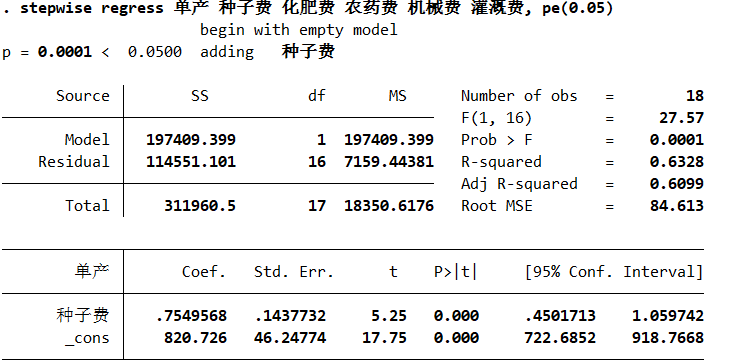 . stepwise regress 单产 种子费 化肥费 农药费 机械费 灌溉费, pe(0.05)
begin with empty model
p = 0.0001 < 0.0500 adding 种子费
Source SS df MS Number of obs = 18
F(1, 16) = 27.57
Model 197409.399 1 197409.399 Prob > F = 0.0001
Residual 114551.101 16 7159.44381 R-squared = 0.6328
Adj R-squared = 0.6099
Total 311960.5 17 18350.6176 Root MSE = 84.613
单产 Coef. Std. Err. t P>|t| [95% Conf. Interval]
种子费 .7549568 .1437732 5.25 0.000 .4501713 1.059742
_cons 820.726 46.24774 17.75 0.000 722.6852 918.7668